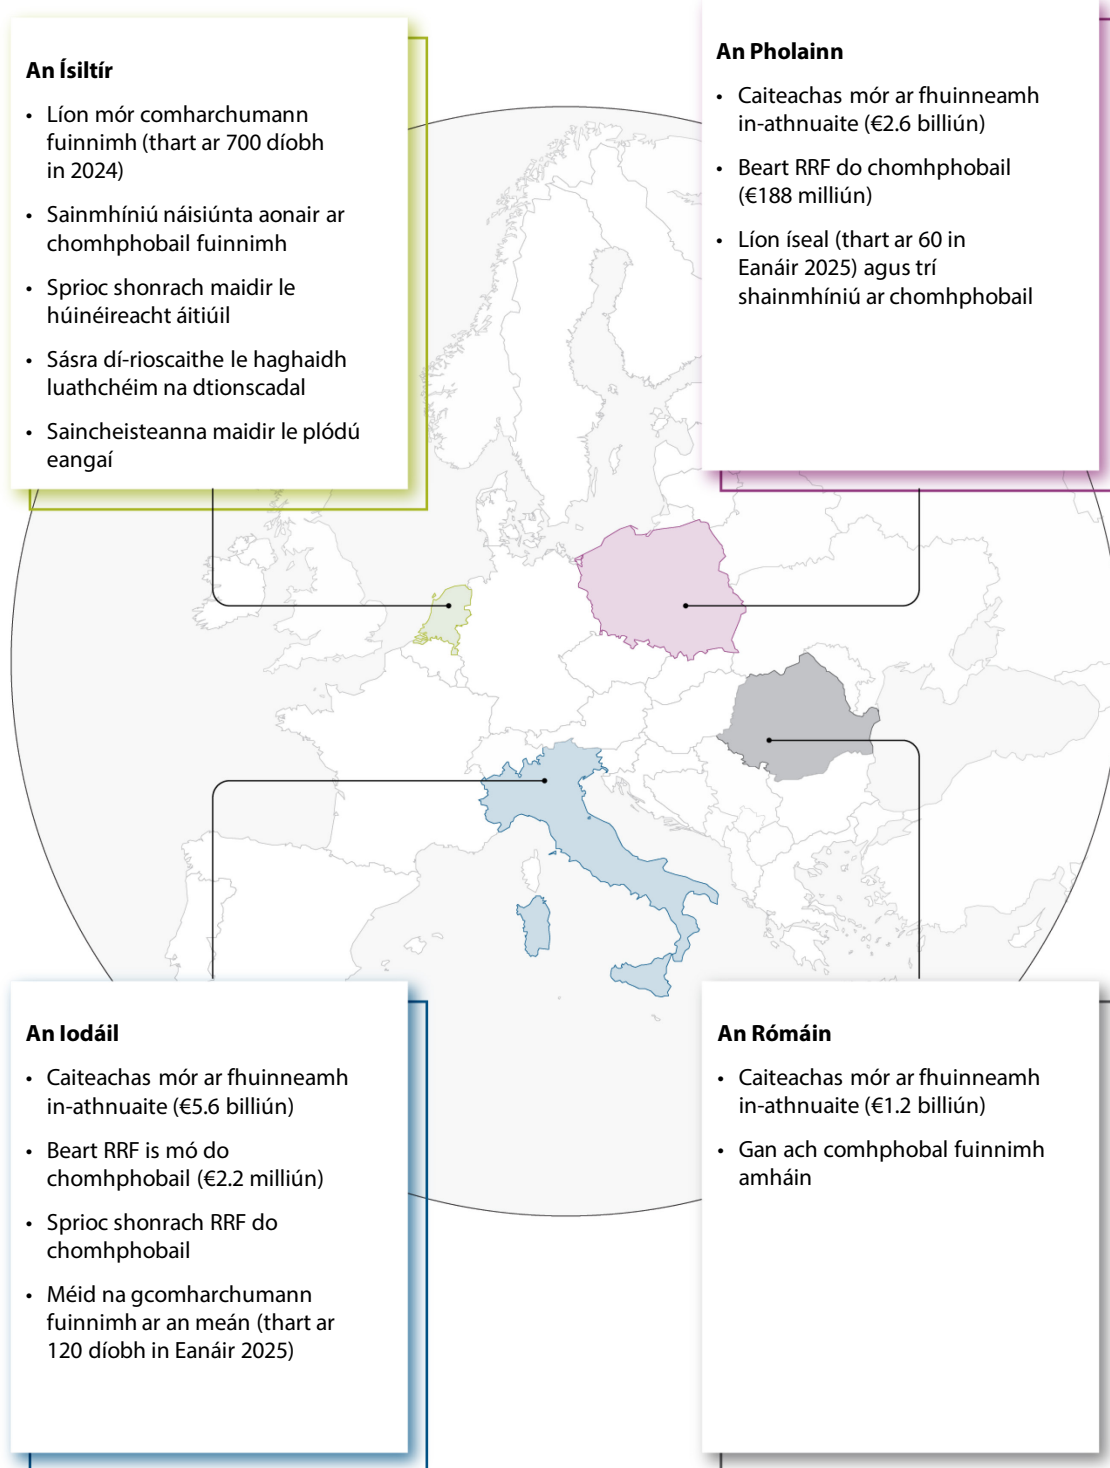 An Ísiltír
• Líon mór comharchumann
fuinnimh (thart ar 700 díobh
in 2024)
• Sainmhíniú náisiúnta aonair ar
chomhphobail fuinnimh
• Sprioc shonrach maidir le
húinéireacht áitiúil
• Sásra dí-rioscaithe le haghaidh
luathchéim na dtionscadal
• Saincheisteanna maidir le plódú
eangaí
An Pholainn
• Caiteachas mór ar fhuinneamh
in-athnuaite (€2.6 billiún)
• Beart RRF do chomhphobail
(€188 milliún)
• Líon íseal (thart ar 60 in
Eanáir 2025) agus trí
shainmhíniú ar chomhphobail
An Iodáil
• Caiteachas mór ar fhuinneamh
in-athnuaite (€5.6 billiún)
• Beart RRF is mó do
chomhphobail (€2.2 milliún)
• Sprioc shonrach RRF do
chomhphobail
• Méid na gcomharchumann
fuinnimh ar an meán (thart ar
120 díobh in Eanáir 2025)
An Rómáin
• Caiteachas mór ar fhuinneamh
in-athnuaite (€1.2 billiún)
• Gan ach comhphobal fuinnimh
amháin